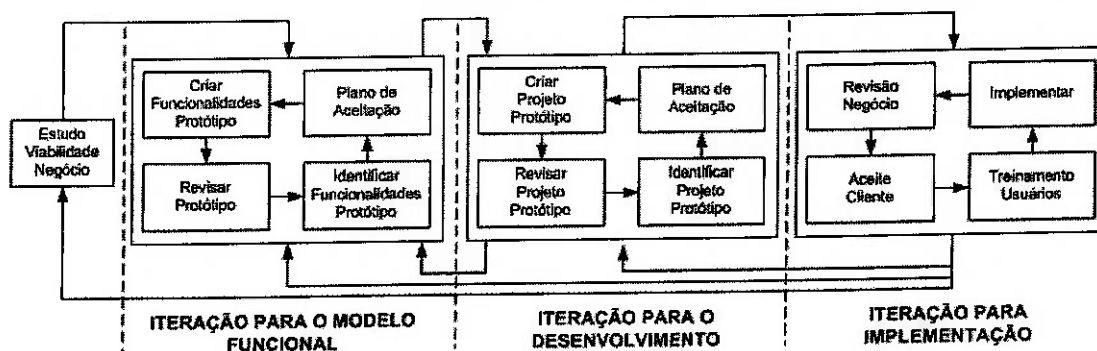 Estudo
Viabilidade
Negócio
Criar
Funcionalidades
Protótipo
Plano de
Aceitação
Revisar
Protótipo
Identificar
Funcionalidades
Protótipo
Criar
Projeto
Protótipo
Plano de
Aceitação
Revisar
Projeto
Protótipo
Identificar
Projeto
Protótipo
Revisão
Negócio
Implementar
Aceite
Cliente
Treinamento
Usuários
ITERAÇÃO PARA O MODELO
FUNCIONAL
ITERAÇÃO PARA O
DESENVOLVIMENTO
ITERAÇÃO PARA
IMPLEMENTAÇÃO